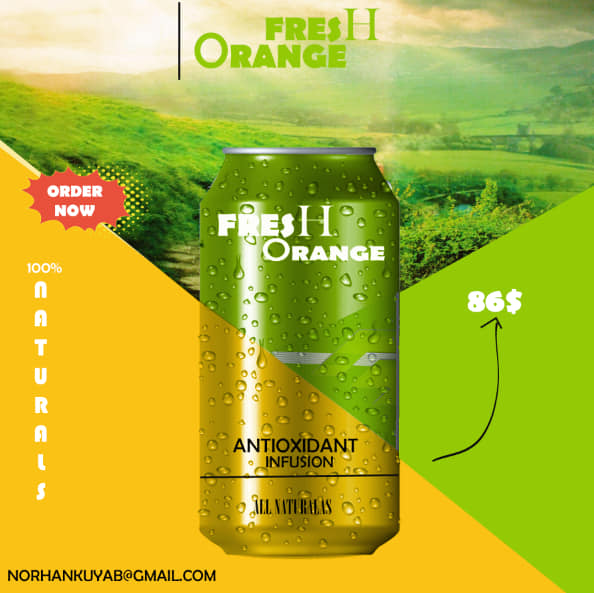 FRESH
ORANGE
ORDER
NOW
FRESH
ORANGE
100%
NATURALS
86$
ANTIOXIDANT
INFUSION
ALL NATURALAS
NORHANKUYAB@GMAIL.COM